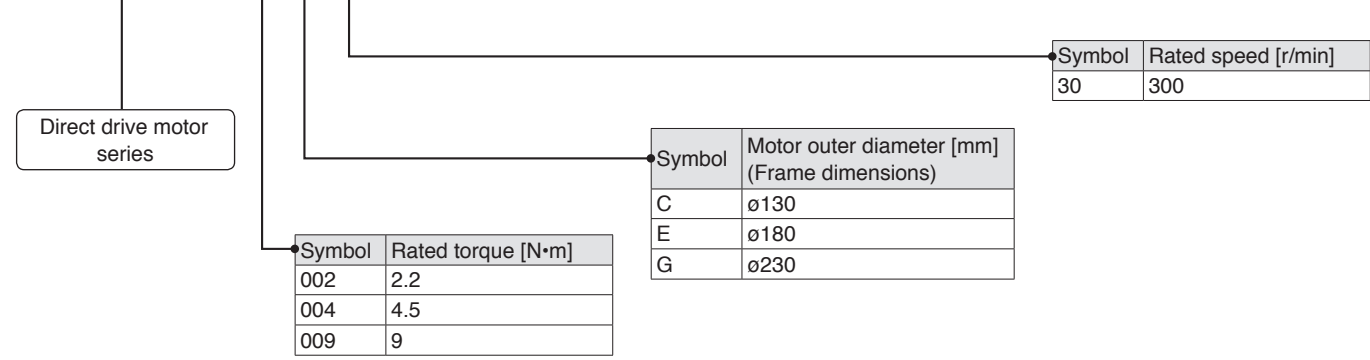 Symbol Rated speed [r/min]
30 300
Direct drive motor
series
Symbol Motor outer diameter [mm]
(Frame dimensions)
C ø130
E ø180
G ø230
Symbol Rated torque [N•m]
002 2.2
004 4.5
009 9